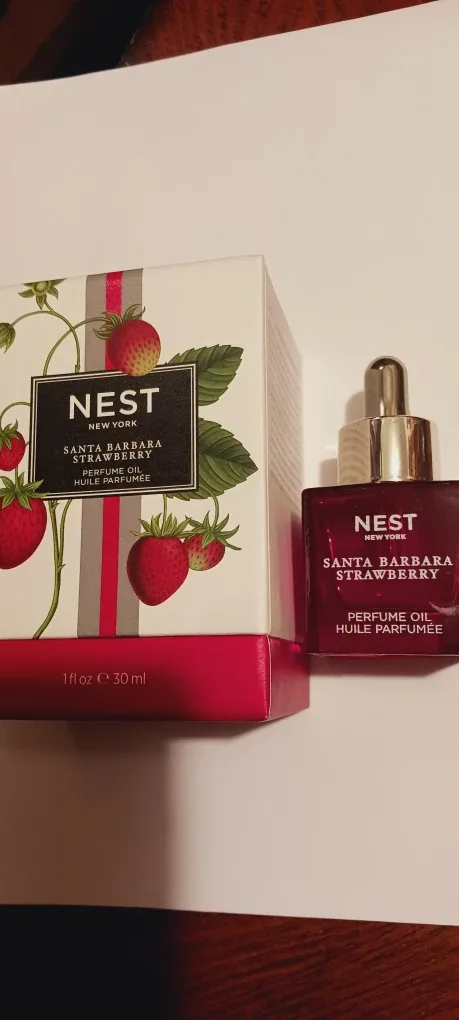 NEST
NEW YORK
SANTA BARBARA
STRAWBERRY
PERFUME OIL
HUILE PARFUMÉE
1 fl oz ℮ 30 ml
NEST
NEW YORK
SANTA BARBARA
STRAWBERRY
PERFUME OIL
HUILE PARFUMÉE